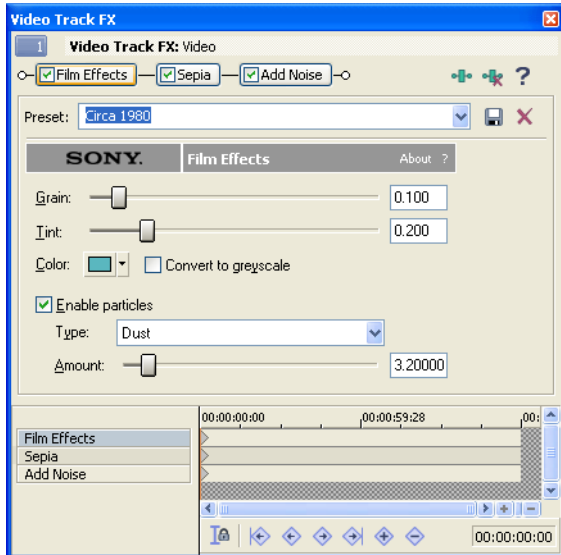 Video Track FX
1 Video Track FX: Video
Film Effects Sepia Add Noise ?
Preset: Circa 1980
SONY. Film Effects About ?
Grain: 0.100
Tint: 0.200
Color: Convert to greyscale
Enable particles
Type: Dust
Amount: 3.20000
00:00:00:00 00:00:59:28 00:
Film Effects
Sepia
Add Noise
00:00:00:00